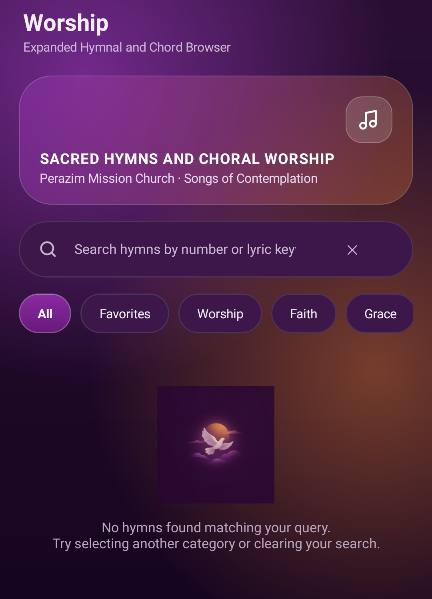 Worship
Expanded Hymnal and Chord Browser
SACRED HYMNS AND CHORAL WORSHIP
Perazim Mission Church · Songs of Contemplation
Search hymns by number or lyric key
All
Favorites
Worship
Faith
Grace
No hymns found matching your query.
Try selecting another category or clearing your search.